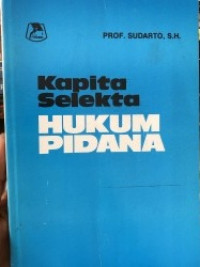 PROF. SUDARTO, S.H.
Kapita
Selekta
HUKUM
PIDANA